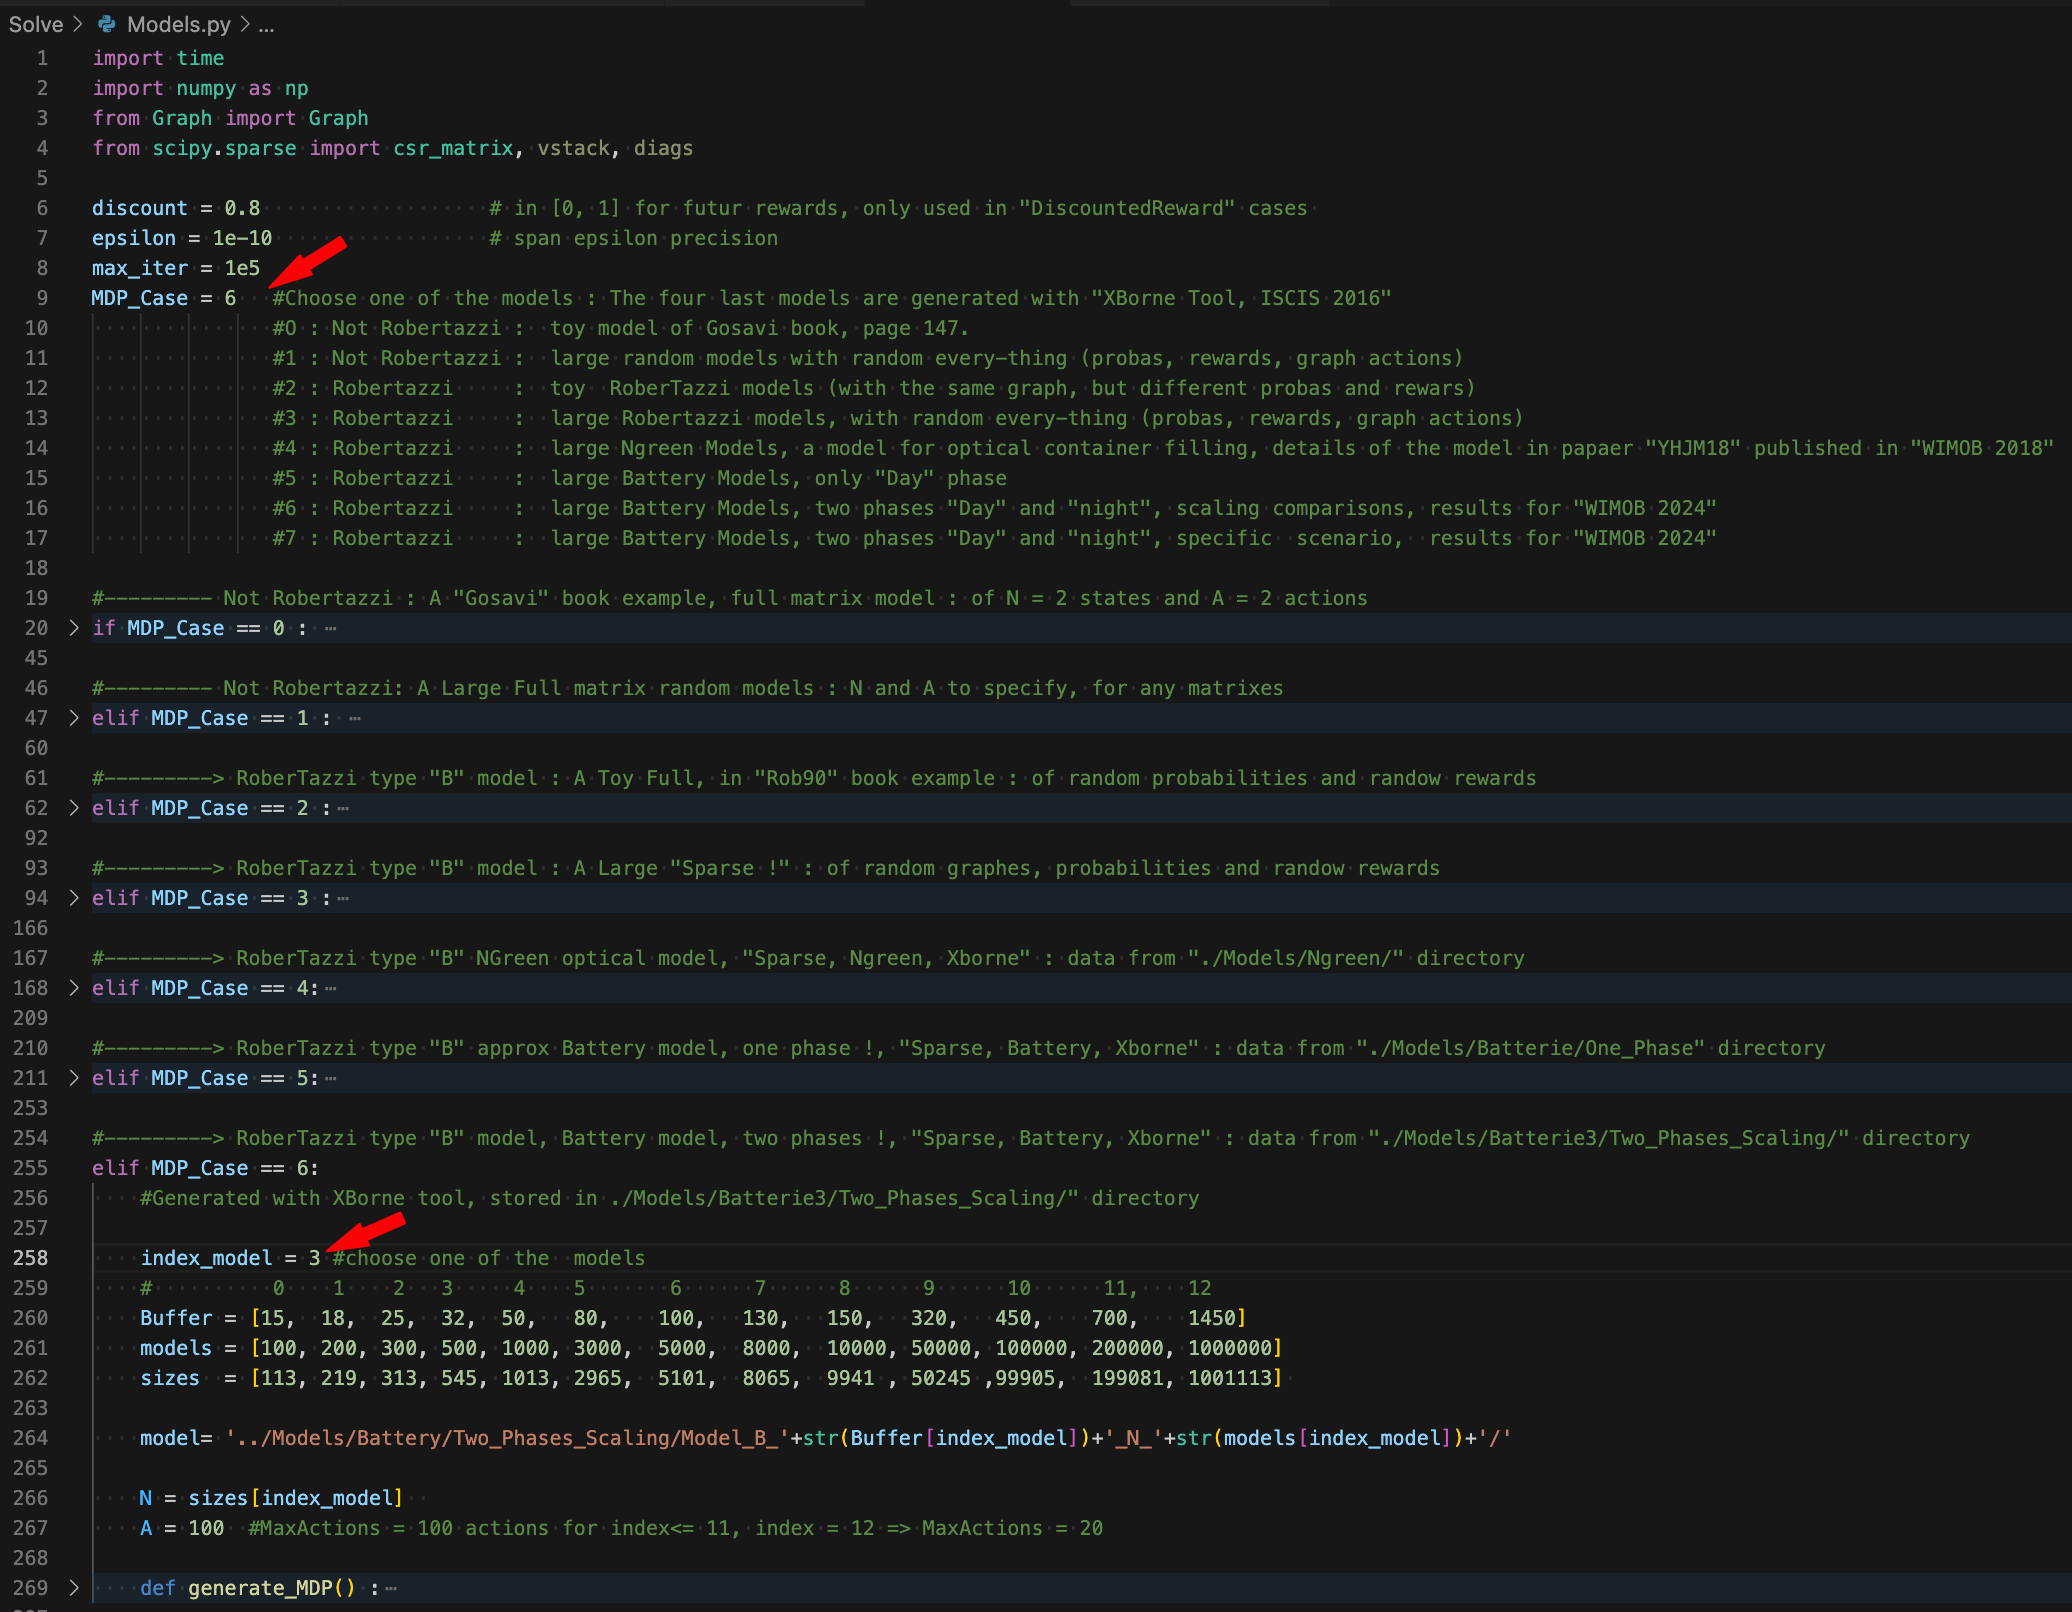 Solve > Models.py > ...
1 import time
2 import numpy as np
3 from Graph import Graph
4 from scipy.sparse import csr_matrix, vstack, diags
5
6 discount = 0.8 # in [0, 1] for futur rewards, only used in "DiscountedReward" cases
7 epsilon = 1e-10 # span epsilon precision
8 max_iter = 1e5
9 MDP_Case = 6 #Choose one of the models : The four last models are generated with "XBorne Tool, ISCIS 2016"
10 #0 : Not Robertazzi : toy model of Gosavi book, page 147.
11 #1 : Not Robertazzi : large random models with random every-thing (probas, rewards, graph actions)
12 #2 : Robertazzi : toy RoberTazzi models (with the same graph, but different probas and rewars)
13 #3 : Robertazzi : large Robertazzi models, with random every-thing (probas, rewards, graph actions)
14 #4 : Robertazzi : large Ngreen Models, a model for optical container filling, details of the model in papaer "YHJM18" published in "WIMOB 2018"
15 #5 : Robertazzi : large Battery Models, only "Day" phase
16 #6 : Robertazzi : large Battery Models, two phases "Day" and "night", scaling comparisons, results for "WIMOB 2024"
17 #7 : Robertazzi : large Battery Models, two phases "Day" and "night", specific scenario, results for "WIMOB 2024"
18
19 #--------- Not Robertazzi : A "Gosavi" book example, full matrix model : of N = 2 states and A = 2 actions
20 > if MDP_Case == 0 : ...
45
46 #--------- Not Robertazzi: A Large Full matrix random models : N and A to specify, for any matrixes
47 > elif MDP_Case == 1 : ...
60
61 #---------> RoberTazzi type "B" model : A Toy Full, in "Rob90" book example : of random probabilities and randow rewards
62 > elif MDP_Case == 2 : ...
92
93 #---------> RoberTazzi type "B" model : A Large "Sparse !" : of random graphes, probabilities and randow rewards
94 > elif MDP_Case == 3 : ...
166
167 #---------> RoberTazzi type "B" NGreen optical model, "Sparse, Ngreen, Xborne" : data from "./Models/Ngreen/" directory
168 > elif MDP_Case == 4: ...
209
210 #---------> RoberTazzi type "B" approx Battery model, one phase !, "Sparse, Battery, Xborne" : data from "./Models/Batterie/One_Phase" directory
211 > elif MDP_Case == 5: ...
253
254 #---------> RoberTazzi type "B" model, Battery model, two phases !, "Sparse, Battery, Xborne" : data from "./Models/Batterie3/Two_Phases_Scaling/" directory
255 elif MDP_Case == 6:
256 #Generated with XBorne tool, stored in ./Models/Batterie3/Two_Phases_Scaling/" directory
257
258 index_model = 3 #choose one of the models
259 # 0 1 2 3 4 5 6 7 8 9 10 11, 12
260 Buffer = [15, 18, 25, 32, 50, 80, 100, 130, 150, 320, 450, 700, 1450]
261 models = [100, 200, 300, 500, 1000, 3000, 5000, 8000, 10000, 50000, 100000, 200000, 1000000]
262 sizes = [113, 219, 313, 545, 1013, 2965, 5101, 8065, 9941 , 50245 ,99905, 199081, 1001113]
263
264 model= '../Models/Battery/Two_Phases_Scaling/Model_B_'+str(Buffer[index_model])+'_N_'+str(models[index_model])+'/'
265
266 N = sizes[index_model]
267 A = 100 #MaxActions = 100 actions for index<= 11, index = 12 => MaxActions = 20
268
269 > def generate_MDP() : ...